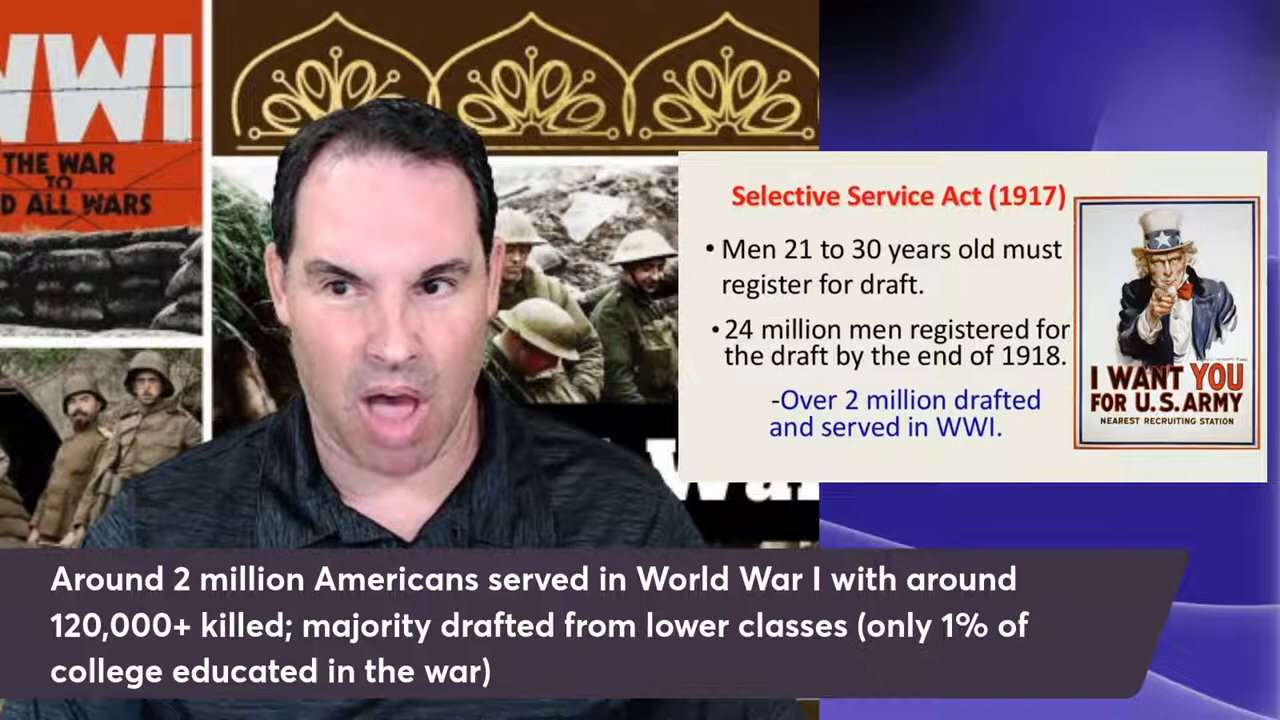 WWI
THE WAR
TO
D ALL WARS
War
Selective Service Act (1917)
• Men 21 to 30 years old must
register for draft.
• 24 million men registered for
the draft by the end of 1918.
-Over 2 million drafted
and served in WWI.
I WANT YOU
FOR U.S. ARMY
NEAREST RECRUITING STATION
Around 2 million Americans served in World War I with around
120,000+ killed; majority drafted from lower classes (only 1% of
college educated in the war)